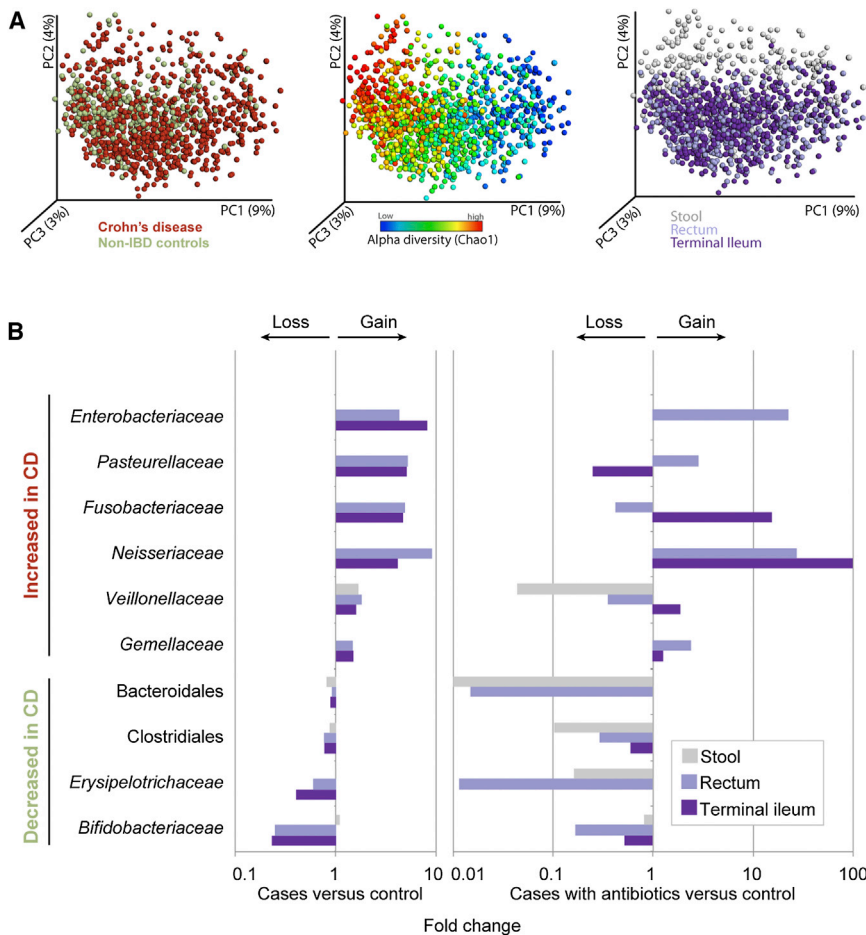 A
PC2 (4%)
PC3 (3%)
PC1 (9%)
Crohn's disease
Non-IBD controls
PC2 (4%)
PC3 (3%)
PC1 (9%)
Low
high
Alpha diversity (Chao1)
PC2 (4%)
PC3 (3%)
PC1 (9%)
Stool
Rectum
Terminal Ileum
B
Loss
Gain
Loss
Gain
Increased in CD
Enterobacteriaceae
Pasteurellaceae
Fusobacteriaceae
Neisseriaceae
Veillonellaceae
Gemellaceae
Decreased in CD
Bacteroidales
Clostridiales
Erysipelotrichaceae
Bifidobacteriaceae
Stool
Rectum
Terminal ileum
0.1
1
10
0.01
0.1
1
10
100
Cases versus control
Cases with antibiotics versus control
Fold change